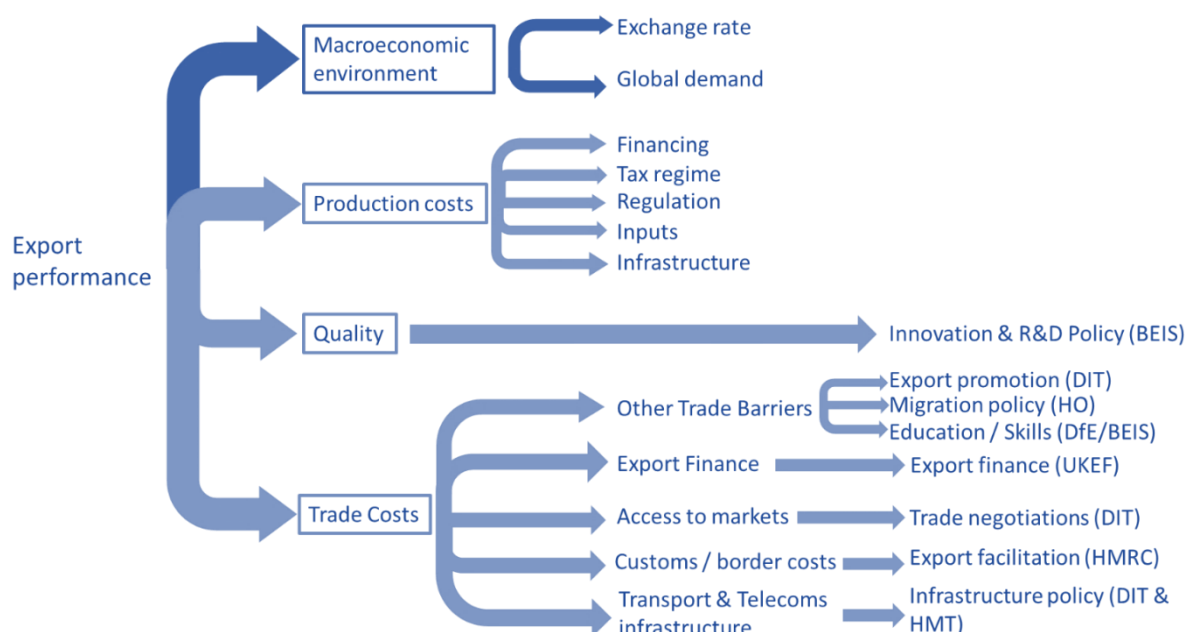 Macroeconomic
environment
Exchange rate
Global demand
Production costs
Financing
Tax regime
Regulation
Inputs
Infrastructure
Export
performance
Quality
Innovation & R&D Policy (BEIS)
Trade Costs
Other Trade Barriers
Export promotion (DIT)
Migration policy (HO)
Education / Skills (DfE/BEIS)
Export Finance
Export finance (UKEF)
Access to markets
Trade negotiations (DIT)
Customs / border costs
Export facilitation (HMRC)
Transport & Telecoms
infrastructure
Infrastructure policy (DIT &
HMT)